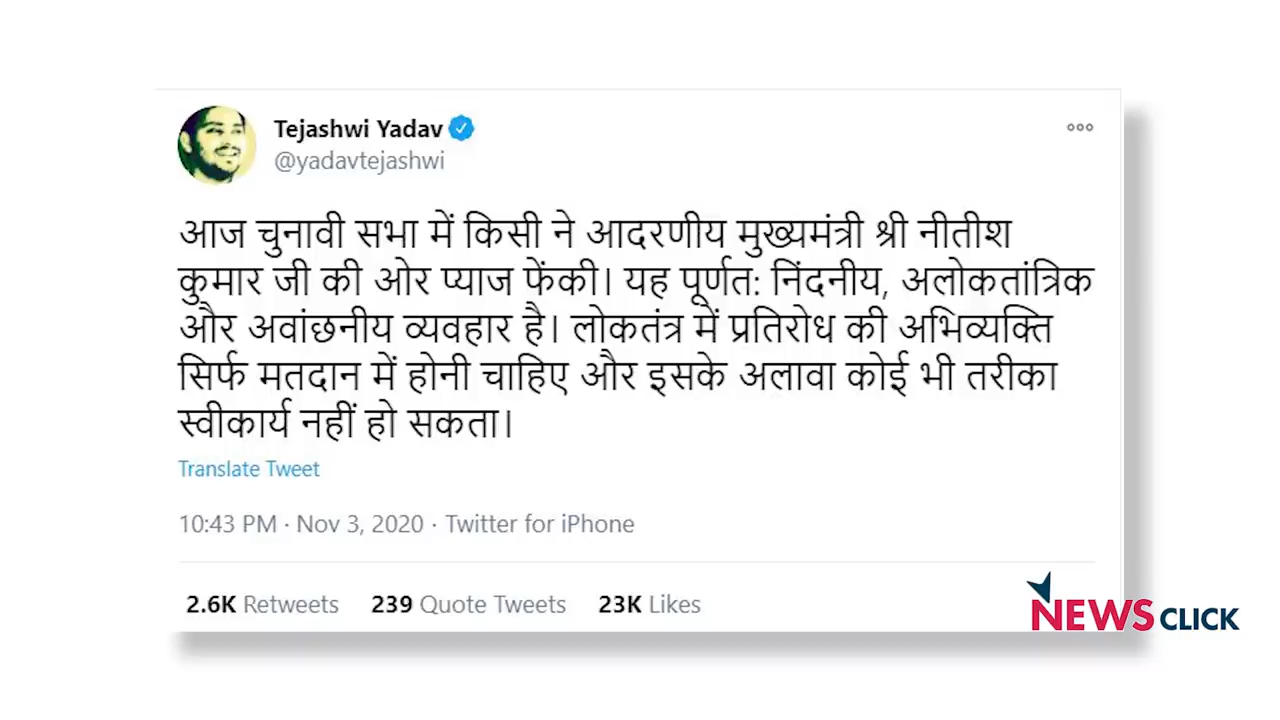 Tejashwi Yadav
@yadavtejashwi
आज चुनावी सभा में किसी ने आदरणीय मुख्यमंत्री श्री नीतीश
कुमार जी की ओर प्याज फेंकी। यह पूर्णत: निंदनीय, अलोकतांत्रिक
और अवांछनीय व्यवहार है। लोकतंत्र में प्रतिरोध की अभिव्यक्ति
सिर्फ मतदान में होनी चाहिए और इसके अलावा कोई भी तरीका
स्वीकार्य नहीं हो सकता।
Translate Tweet
10:43 PM · Nov 3, 2020 · Twitter for iPhone
2.6K Retweets 239 Quote Tweets 23K Likes
NEWSCLICK